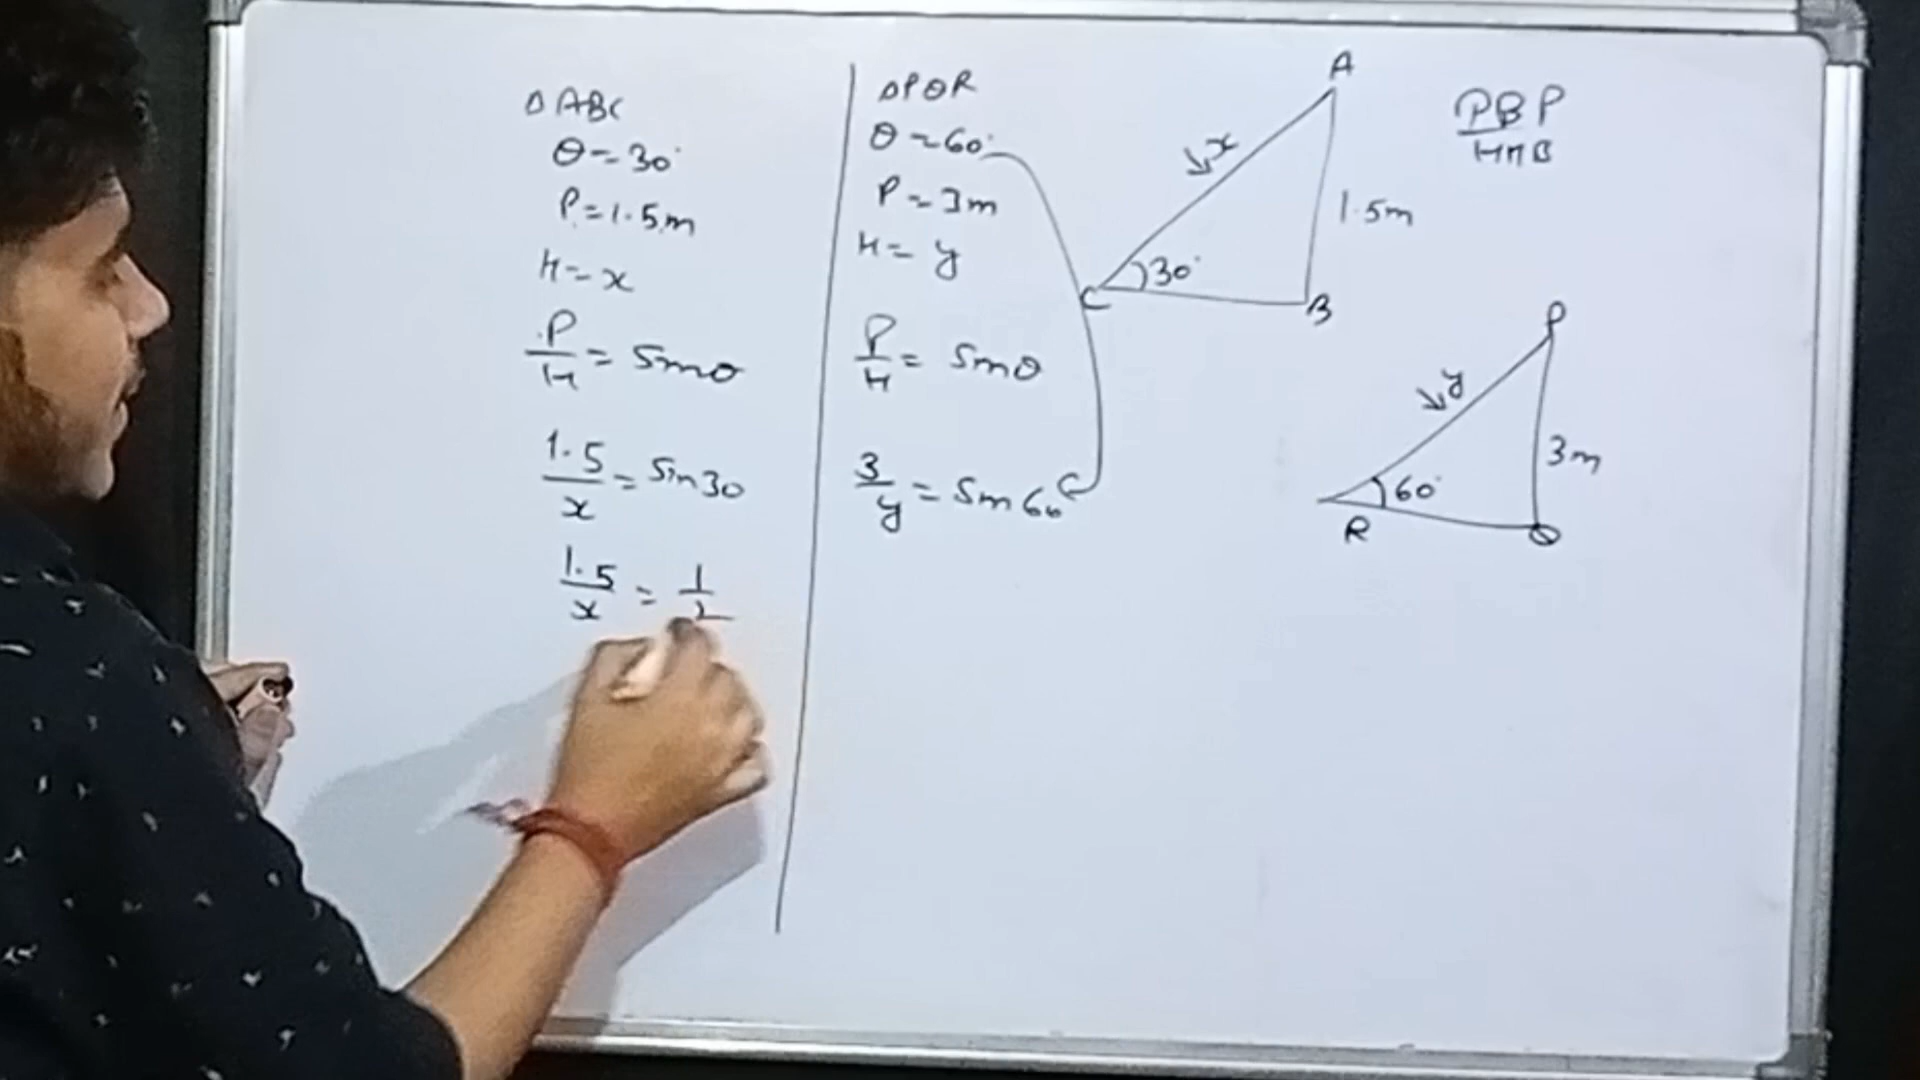 Δ ABC
θ = 30°
P = 1.5m
H = x
P/H = sinθ
1.5/x = sin30
1.5/x = 1/2
ΔPQR
θ = 60°
P = 3m
H = y
P/H = sinθ
3/y = sin60
A
x
1.5m
30°
C
B
PBP
HHB
P
y
3m
60°
R
Q